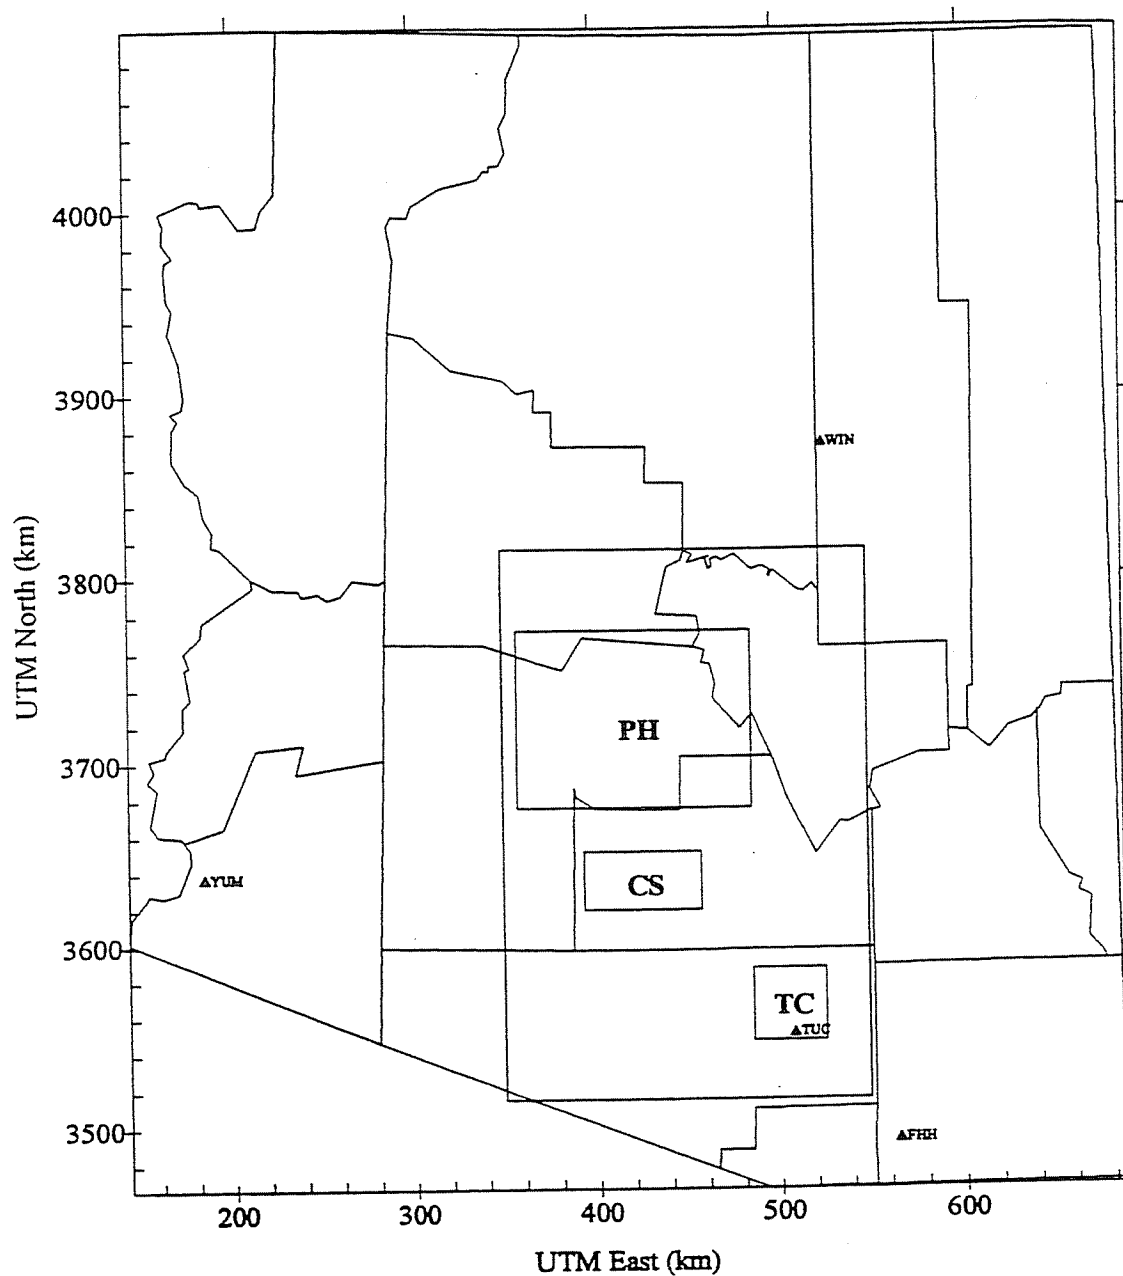 4000
3900
▲WIN
UTM North (km)
3800
PH
3700
CS
▲YUM
3600
TC
▲TUC
3500
▲FHH
200
300
400
500
600
UTM East (km)